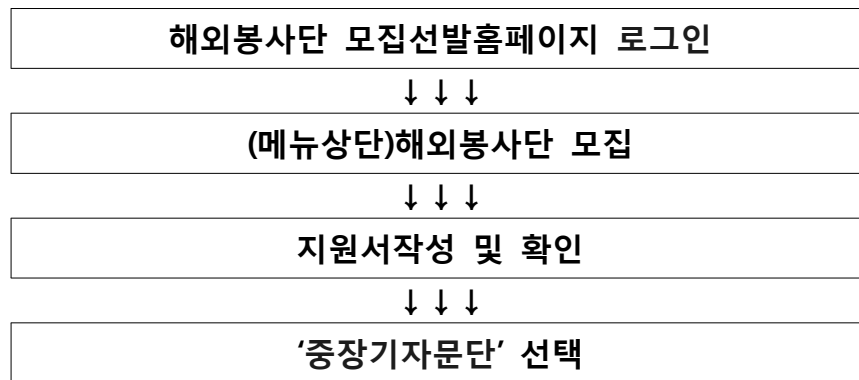 해외봉사단 모집선발홈페이지 로그인
↓↓↓
(메뉴상단)해외봉사단 모집
↓↓↓
지원서작성 및 확인
↓↓↓
‘중장기자문단’ 선택